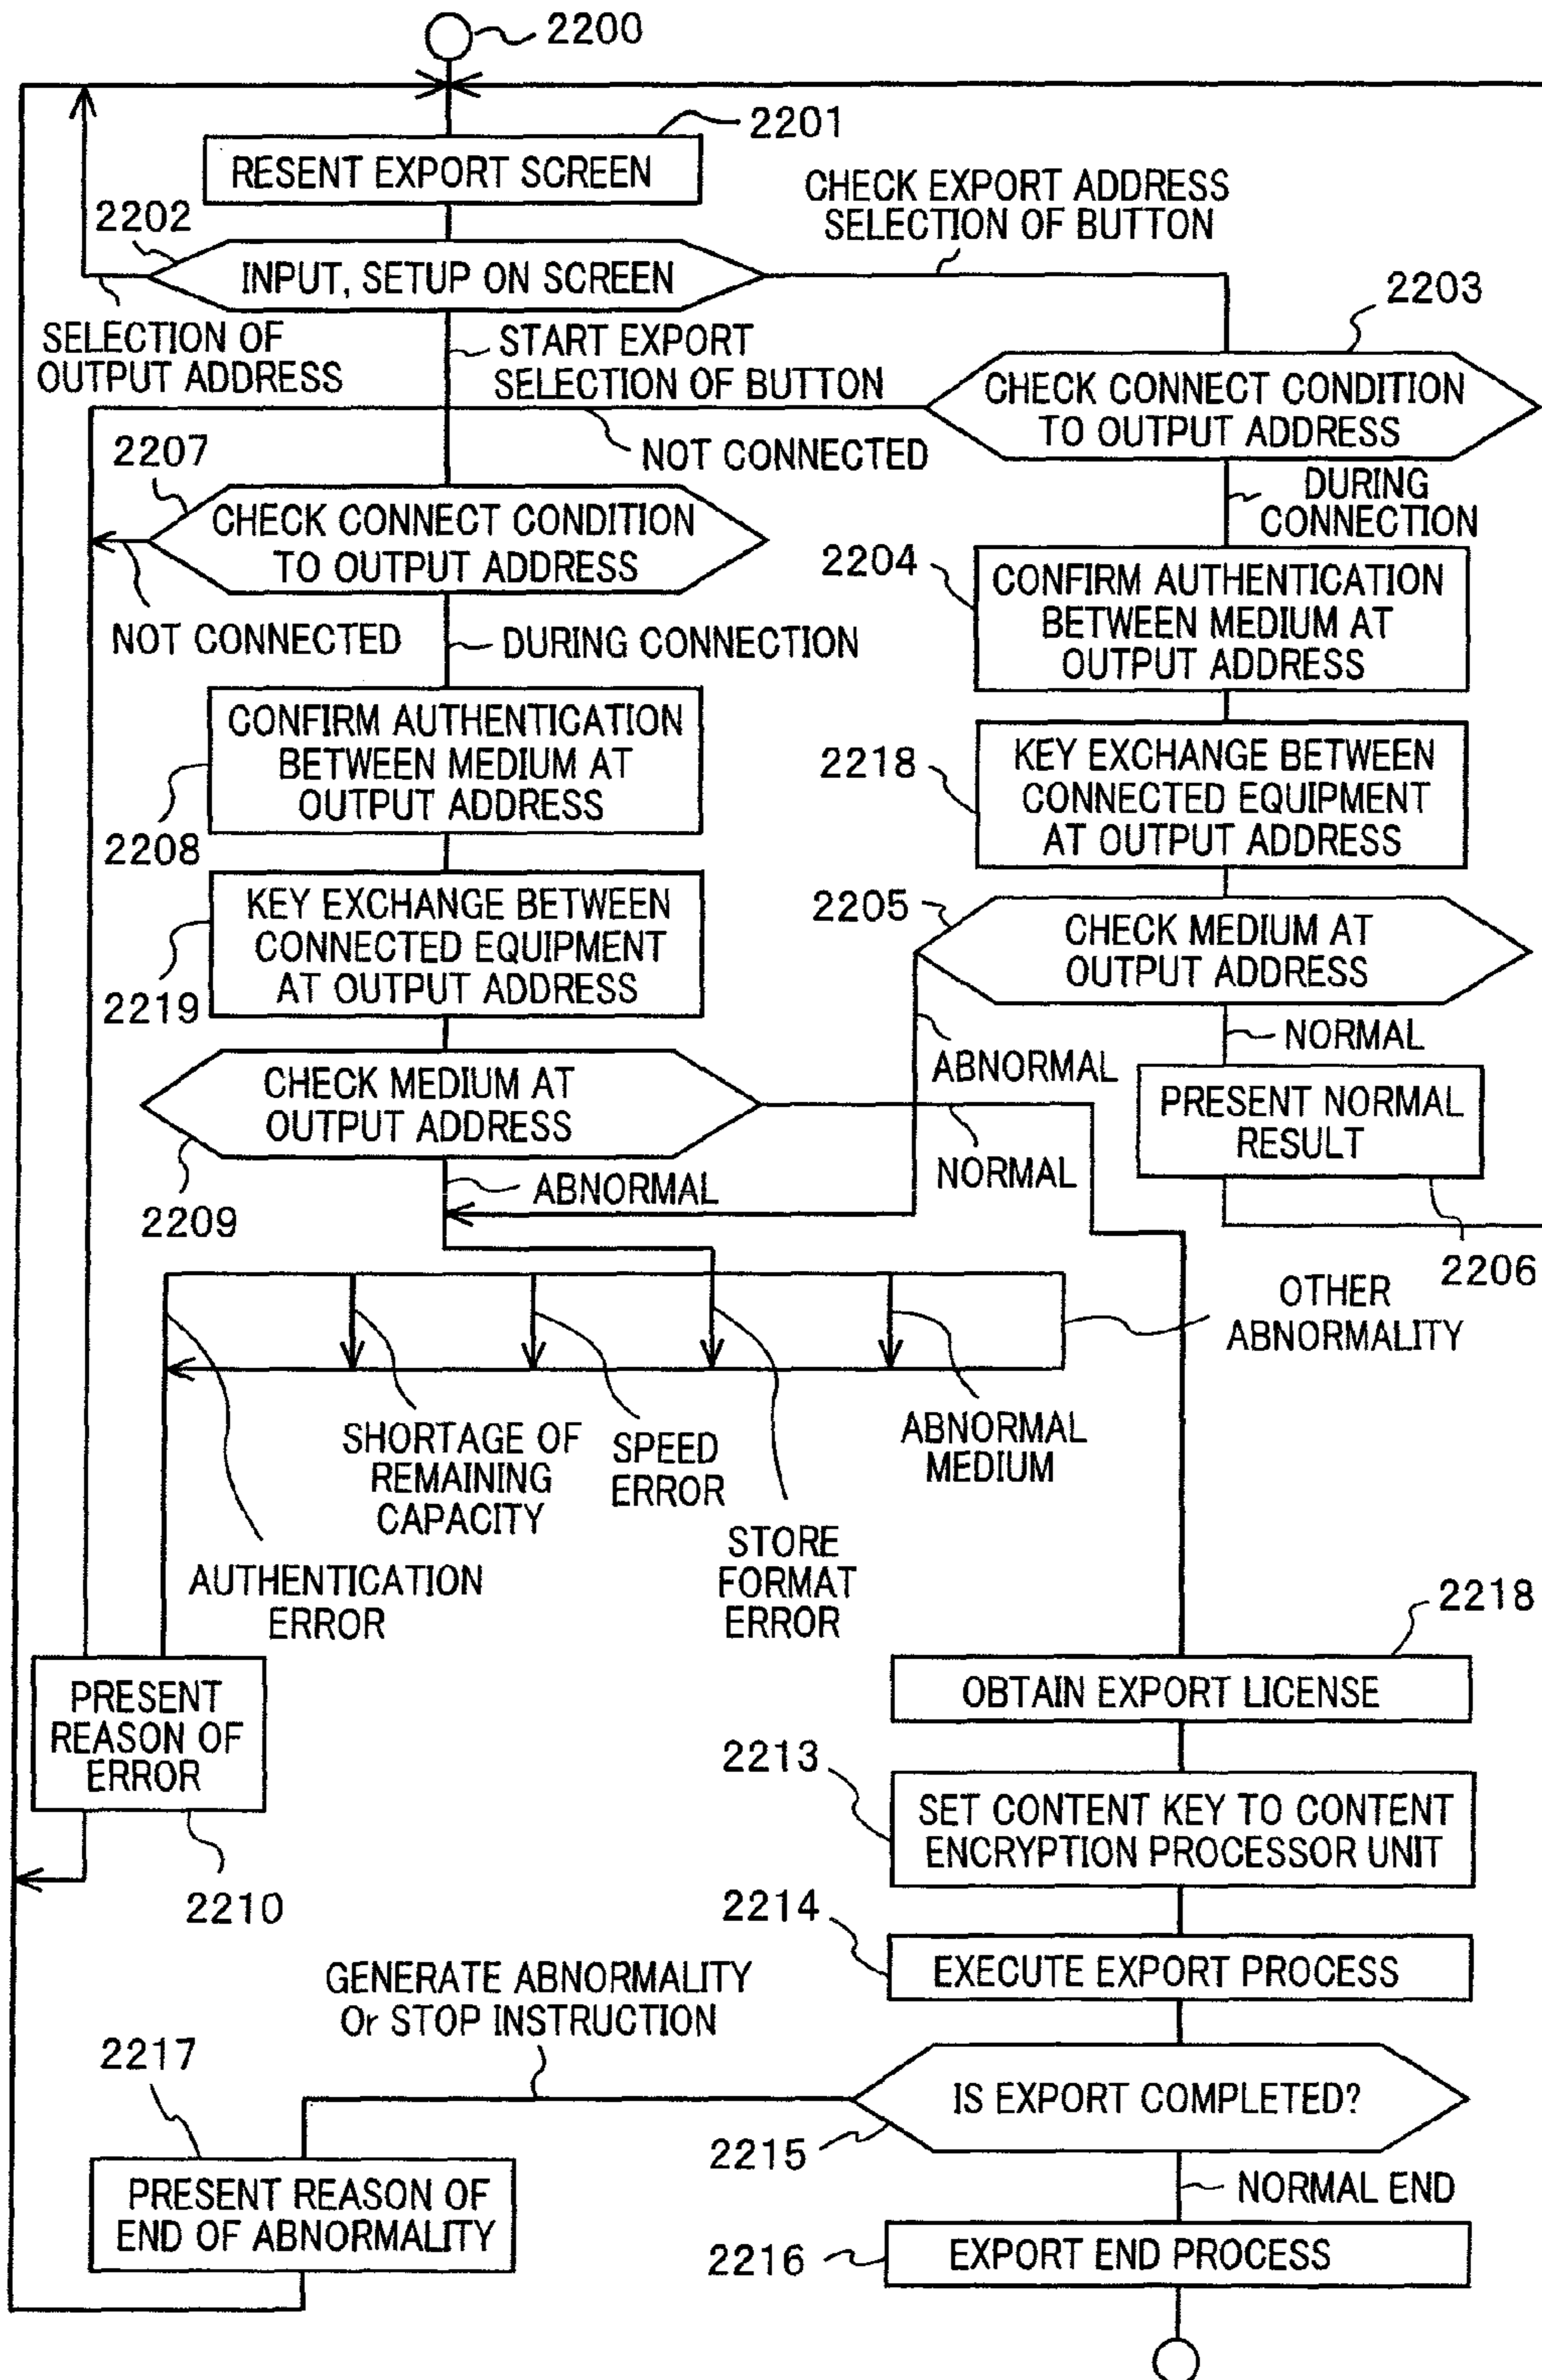 2200
2201
RESENT EXPORT SCREEN
CHECK EXPORT ADDRESS
SELECTION OF BUTTON
2202
INPUT, SETUP ON SCREEN
2203
SELECTION OF
OUTPUT ADDRESS
START EXPORT
SELECTION OF BUTTON
CHECK CONNECT CONDITION
TO OUTPUT ADDRESS
NOT CONNECTED
2207
CHECK CONNECT CONDITION
TO OUTPUT ADDRESS
DURING
CONNECTION
2204
CONFIRM AUTHENTICATION
BETWEEN MEDIUM AT
OUTPUT ADDRESS
NOT CONNECTED
DURING CONNECTION
CONFIRM AUTHENTICATION
BETWEEN MEDIUM AT
OUTPUT ADDRESS
2208
2218
KEY EXCHANGE BETWEEN
CONNECTED EQUIPMENT
AT OUTPUT ADDRESS
KEY EXCHANGE BETWEEN
CONNECTED EQUIPMENT
AT OUTPUT ADDRESS
2219
2205
CHECK MEDIUM AT
OUTPUT ADDRESS
NORMAL
ABNORMAL
CHECK MEDIUM AT
OUTPUT ADDRESS
PRESENT NORMAL
RESULT
NORMAL
ABNORMAL
2209
2206
OTHER
ABNORMALITY
SHORTAGE OF
REMAINING
CAPACITY
SPEED
ERROR
ABNORMAL
MEDIUM
STORE
FORMAT
ERROR
AUTHENTICATION
ERROR
2218
PRESENT
REASON OF
ERROR
OBTAIN EXPORT LICENSE
2213
SET CONTENT KEY TO CONTENT
ENCRYPTION PROCESSOR UNIT
2210
2214
EXECUTE EXPORT PROCESS
GENERATE ABNORMALITY
Or STOP INSTRUCTION
2217
IS EXPORT COMPLETED?
2215
PRESENT REASON OF
END OF ABNORMALITY
NORMAL END
2216
EXPORT END PROCESS